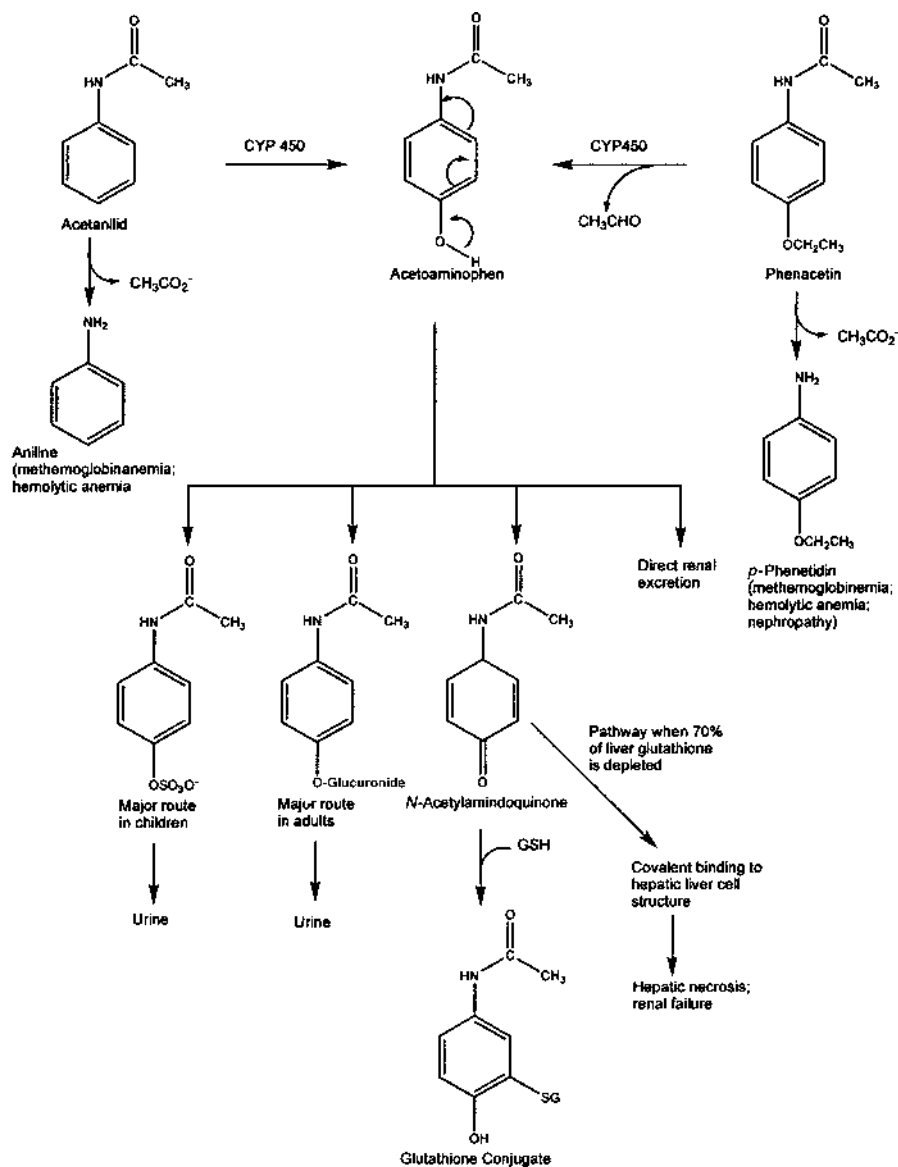 O
HN
C
CH₃
Acetanilid
CYP 450
O
HN
C
CH₃
O
H
Acetoaminophen
CYP450
CH₃CHO
O
HN
C
CH₃
OCH₂CH₃
Phenacetin
CH₃CO₂⁻
NH₂
Aniline
(methemoglobinanemia;
hemolytic anemia
CH₃CO₂⁻
NH₂
OCH₂CH₃
p-Phenetidin
(methemoglobinemia;
hemolytic anemia;
nephropathy)
O
HN
C
CH₃
OSO₃O⁻
Major route
in children
Urine
O
HN
C
CH₃
O-Glucuronide
Major route
in adults
Urine
O
HN
C
CH₃
O
N-Acetylamindoquinone
Direct renal
excretion
Pathway when 70%
of liver glutathione
is depleted
GSH
Covalent binding to
hepatic liver cell
structure
Hepatic necrosis;
renal failure
O
HN
C
CH₃
SG
OH
Glutathione Conjugate